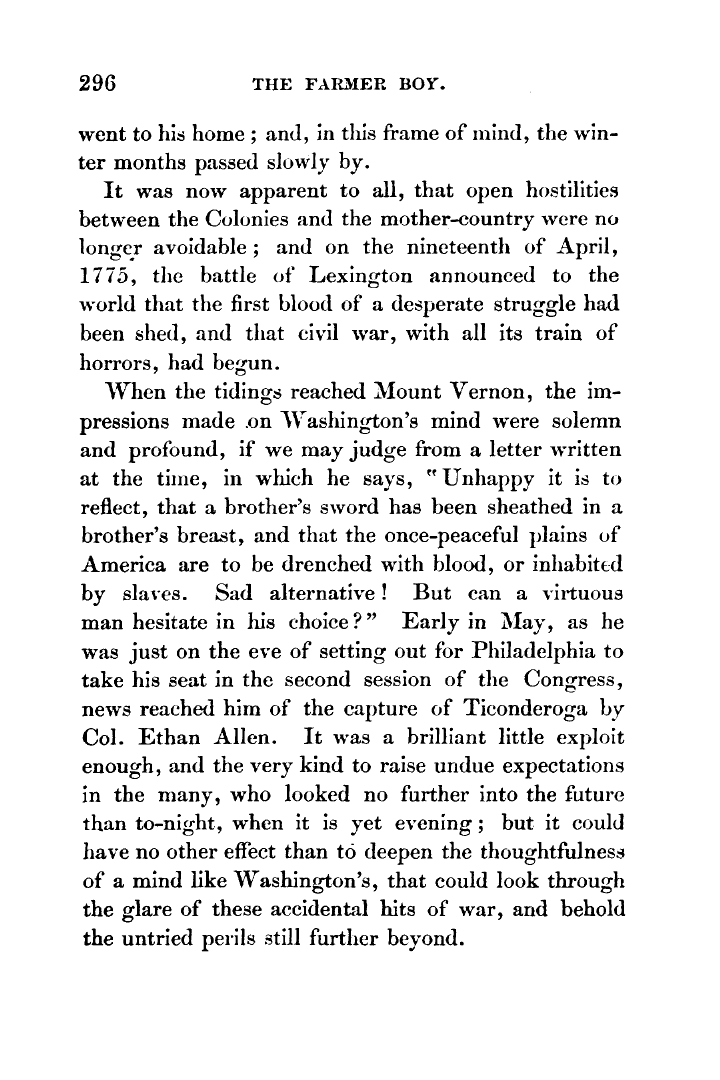 296 THE FARMER BOY.
went to his home ; and, in this frame of mind, the win-
ter months passed slowly by.
It was now apparent to all, that open hostilities
between the Colonies and the mother-country were no
longer avoidable ; and on the nineteenth of April,
1775, the battle of Lexington announced to the
world that the first blood of a desperate struggle had
been shed, and that civil war, with all its train of
horrors, had begun.
When the tidings reached Mount Vernon, the im-
pressions made on Washington's mind were solemn
and profound, if we may judge from a letter written
at the time, in which he says, "Unhappy it is to
reflect, that a brother's sword has been sheathed in a
brother's breast, and that the once-peaceful plains of
America are to be drenched with blood, or inhabited
by slaves. Sad alternative ! But can a virtuous
man hesitate in his choice ?" Early in May, as he
was just on the eve of setting out for Philadelphia to
take his seat in the second session of the Congress,
news reached him of the capture of Ticonderoga by
Col. Ethan Allen. It was a brilliant little exploit
enough, and the very kind to raise undue expectations
in the many, who looked no further into the future
than to-night, when it is yet evening ; but it could
have no other effect than to deepen the thoughtfulness
of a mind like Washington's, that could look through
the glare of these accidental hits of war, and behold
the untried perils still further beyond.